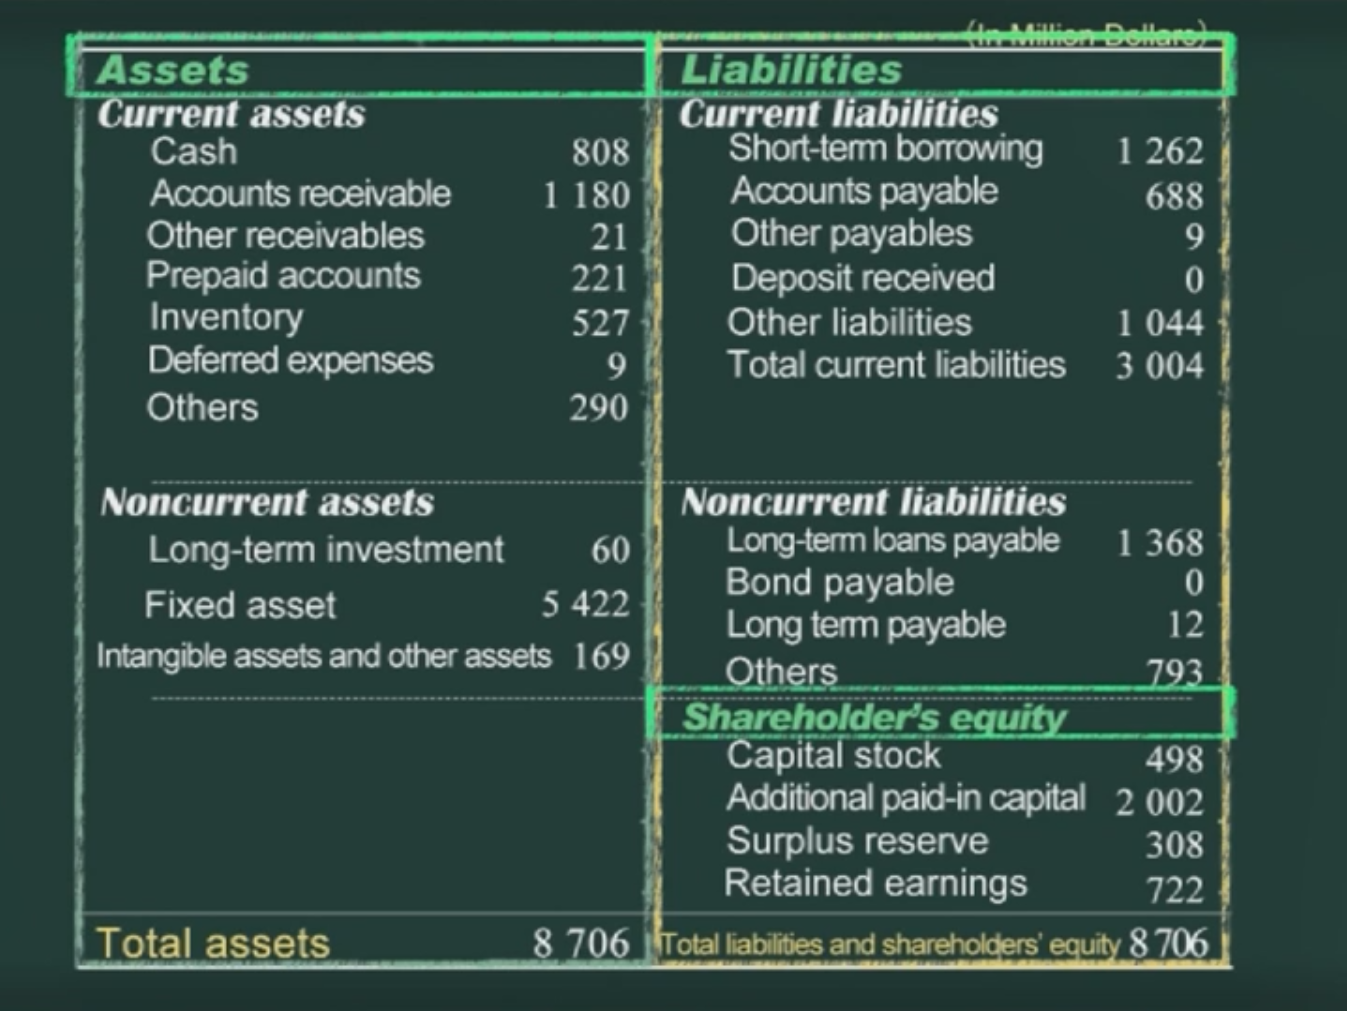 (In Million Dollars)
Assets
Current assets
Cash 808
Accounts receivable 1 180
Other receivables 21
Prepaid accounts 221
Inventory 527
Deferred expenses 9
Others 290
Noncurrent assets
Long-term investment 60
Fixed asset 5 422
Intangible assets and other assets 169
Total assets 8 706
Liabilities
Current liabilities
Short-term borrowing 1 262
Accounts payable 688
Other payables 9
Deposit received 0
Other liabilities 1 044
Total current liabilities 3 004
Noncurrent liabilities
Long-term loans payable 1 368
Bond payable 0
Long term payable 12
Others 793
Shareholder's equity
Capital stock 498
Additional paid-in capital 2 002
Surplus reserve 308
Retained earnings 722
Total liabilities and shareholders' equity 8 706